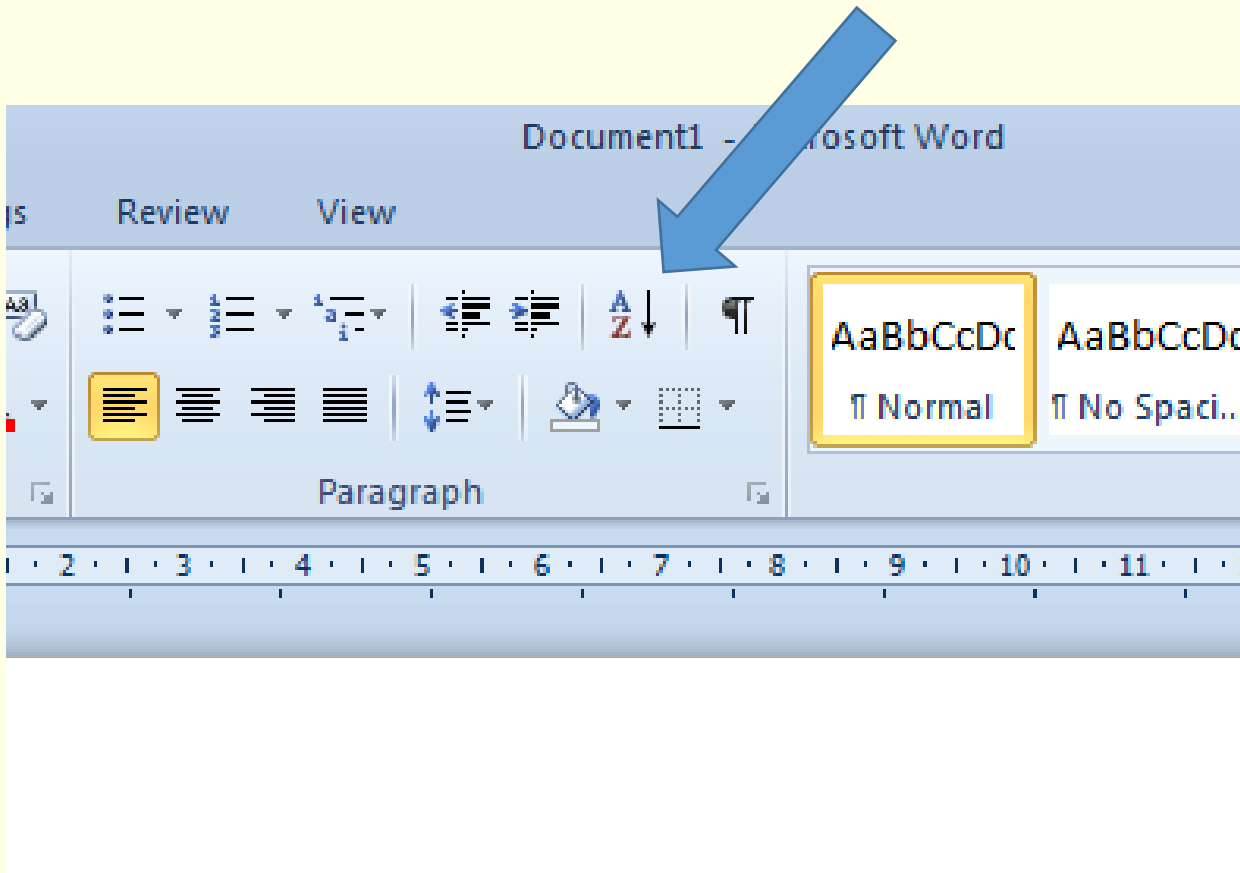 Document1 - rosoft Word
gs Review View
AaBbCcDc AaBbCcDc
¶ Normal ¶ No Spaci...
Paragraph
2 3 4 5 6 7 8 9 10 11